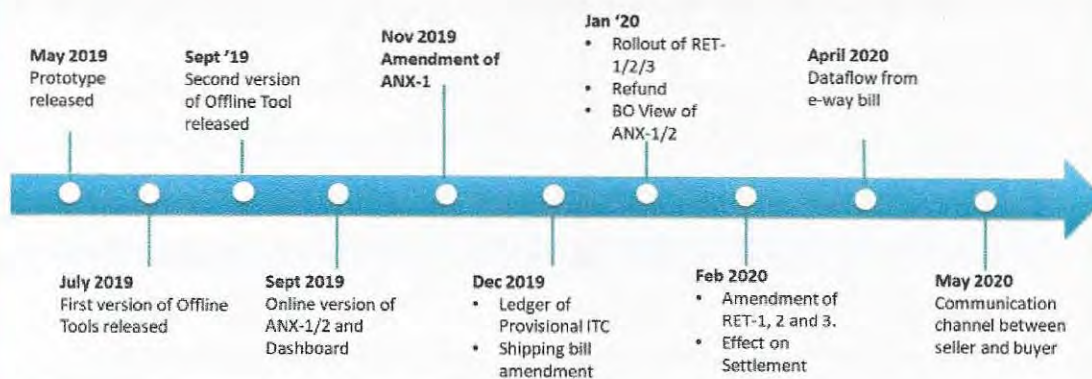 May 2019
Prototype
released
Sept '19
Second version
of Offline Tool
released
Nov 2019
Amendment of
ANX-1
Jan '20
• Rollout of RET-
1/2/3
• Refund
• BO View of
ANX-1/2
April 2020
Dataflow from
e-way bill
July 2019
First version of Offline
Tools released
Sept 2019
Online version of
ANX-1/2 and
Dashboard
Dec 2019
• Ledger of
Provisional ITC
• Shipping bill
amendment
Feb 2020
• Amendment of
RET-1, 2 and 3.
• Effect on
Settlement
May 2020
Communication
channel between
seller and buyer